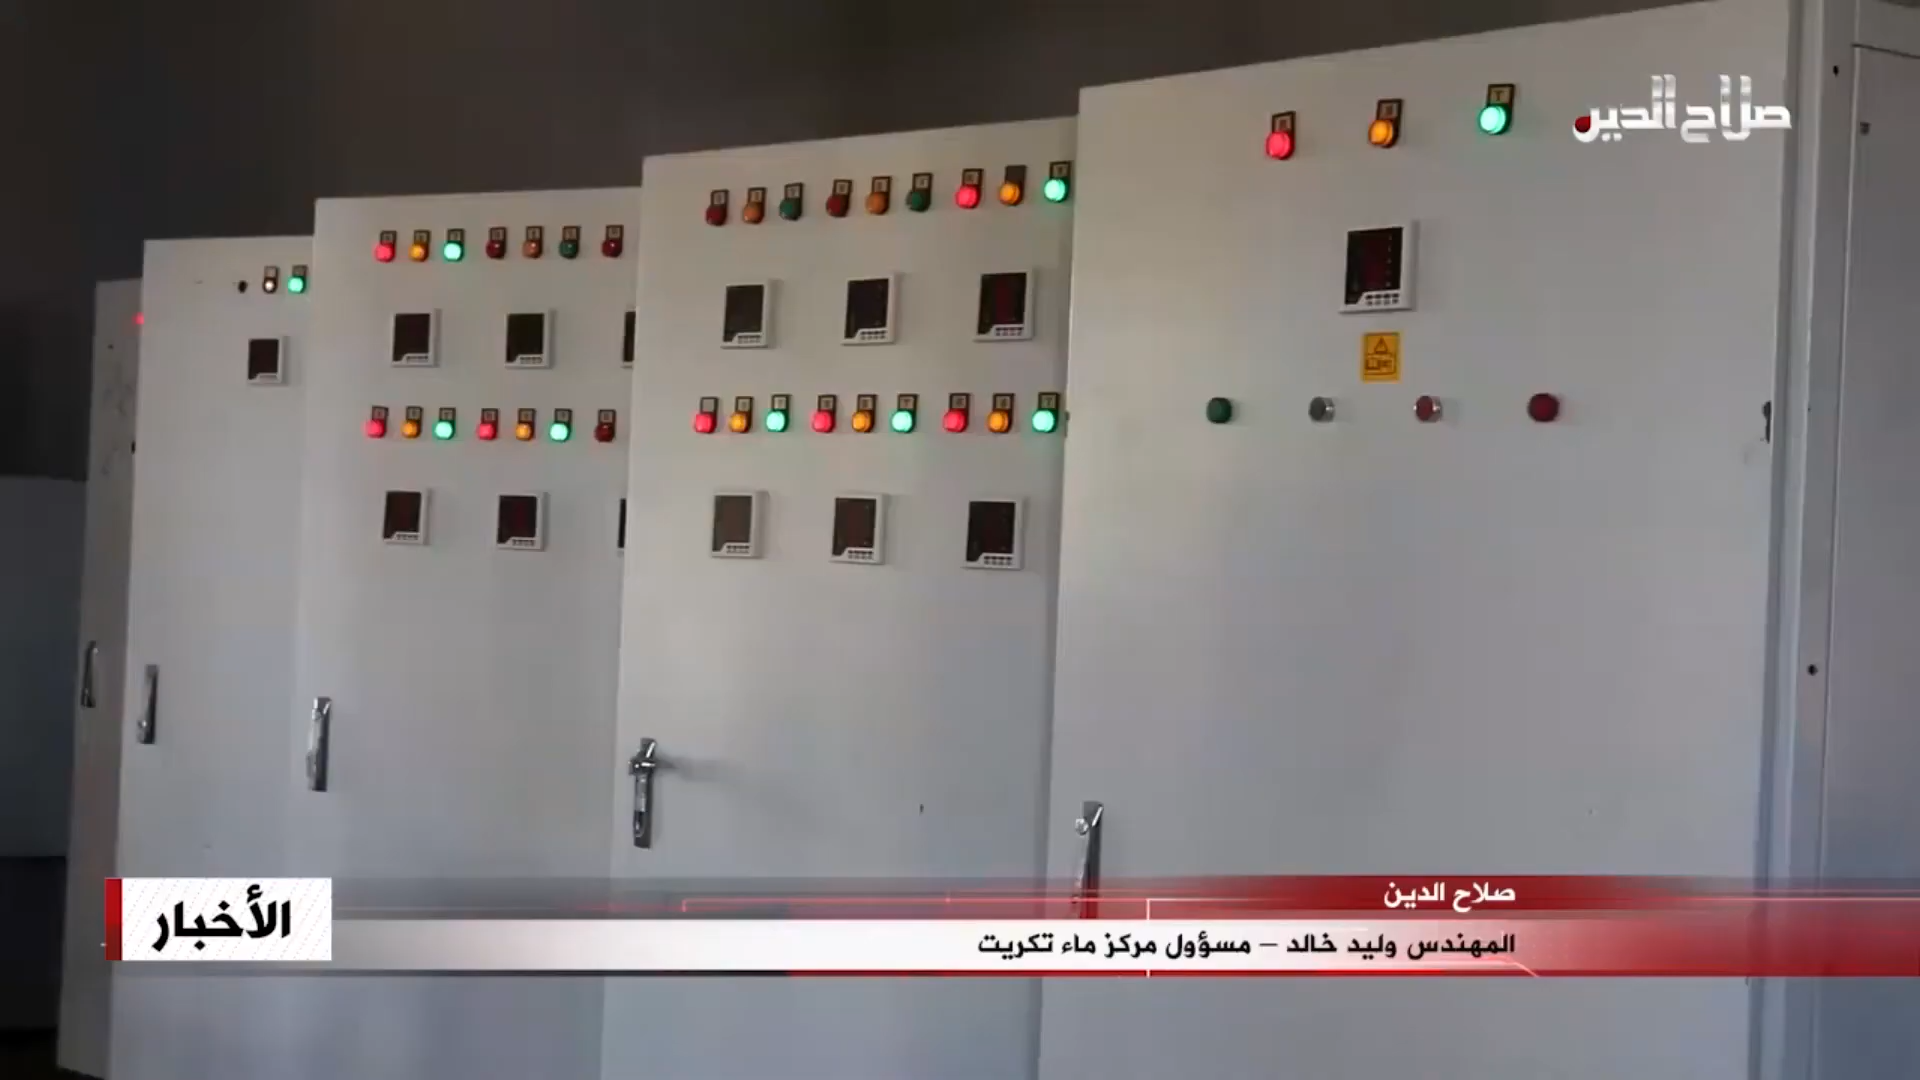 صلاح الدين
صلاح الدين
المهندس وليد خالد – مسؤول مركز ماء تكريت
الأخبار